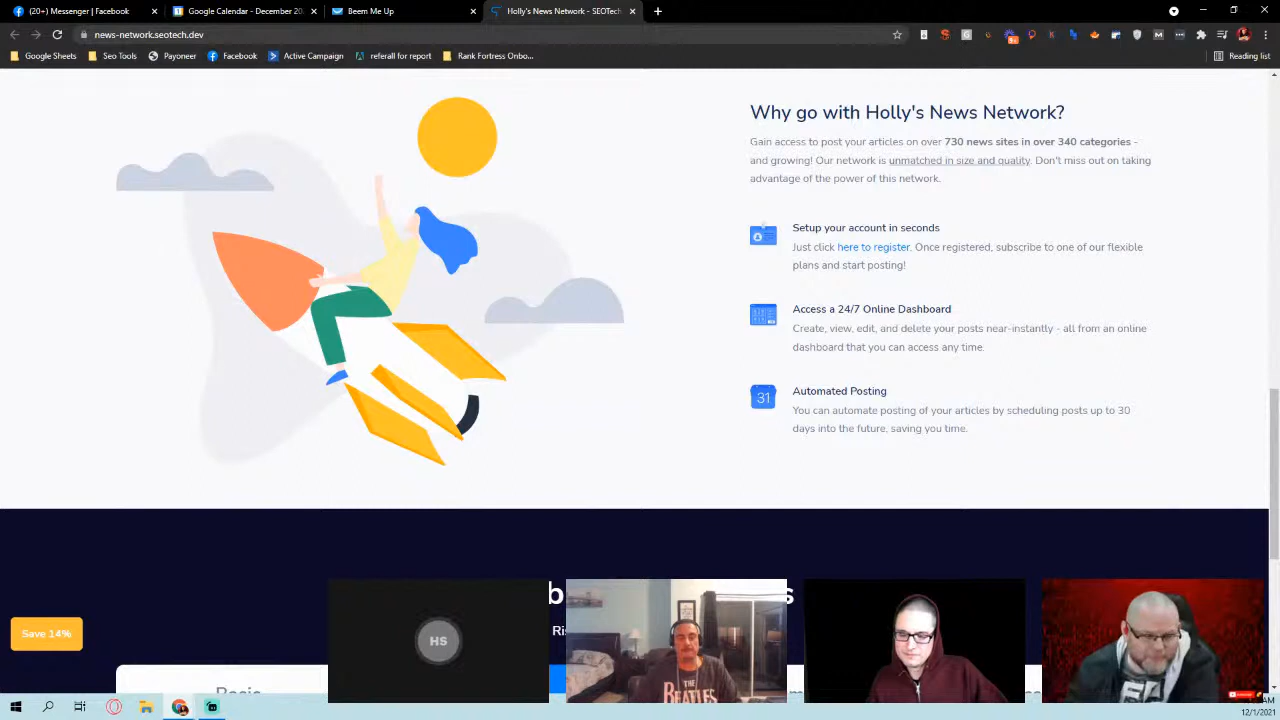 (20+) Messenger | Facebook
Google Calendar - December 20
Beem Me Up
Holly's News Network - SEOTech
news-network.seotech.dev
Google Sheets
Seo Tools
Payoneer
Facebook
Active Campaign
referall for report
Rank Fortress Onbo...
Reading list
Why go with Holly's News Network?
Gain access to post your articles on over 730 news sites in over 340 categories -
and growing! Our network is unmatched in size and quality. Don't miss out on taking
advantage of the power of this network.
Setup your account in seconds
Just click here to register. Once registered, subscribe to one of our flexible
plans and start posting!
Access a 24/7 Online Dashboard
Create, view, edit, and delete your posts near-instantly - all from an online
dashboard that you can access any time.
31
Automated Posting
You can automate posting of your articles by scheduling posts up to 30
days into the future, saving you time.
Save 14%
HS
THE
BEATLES
Basic
AM
12/1/2021